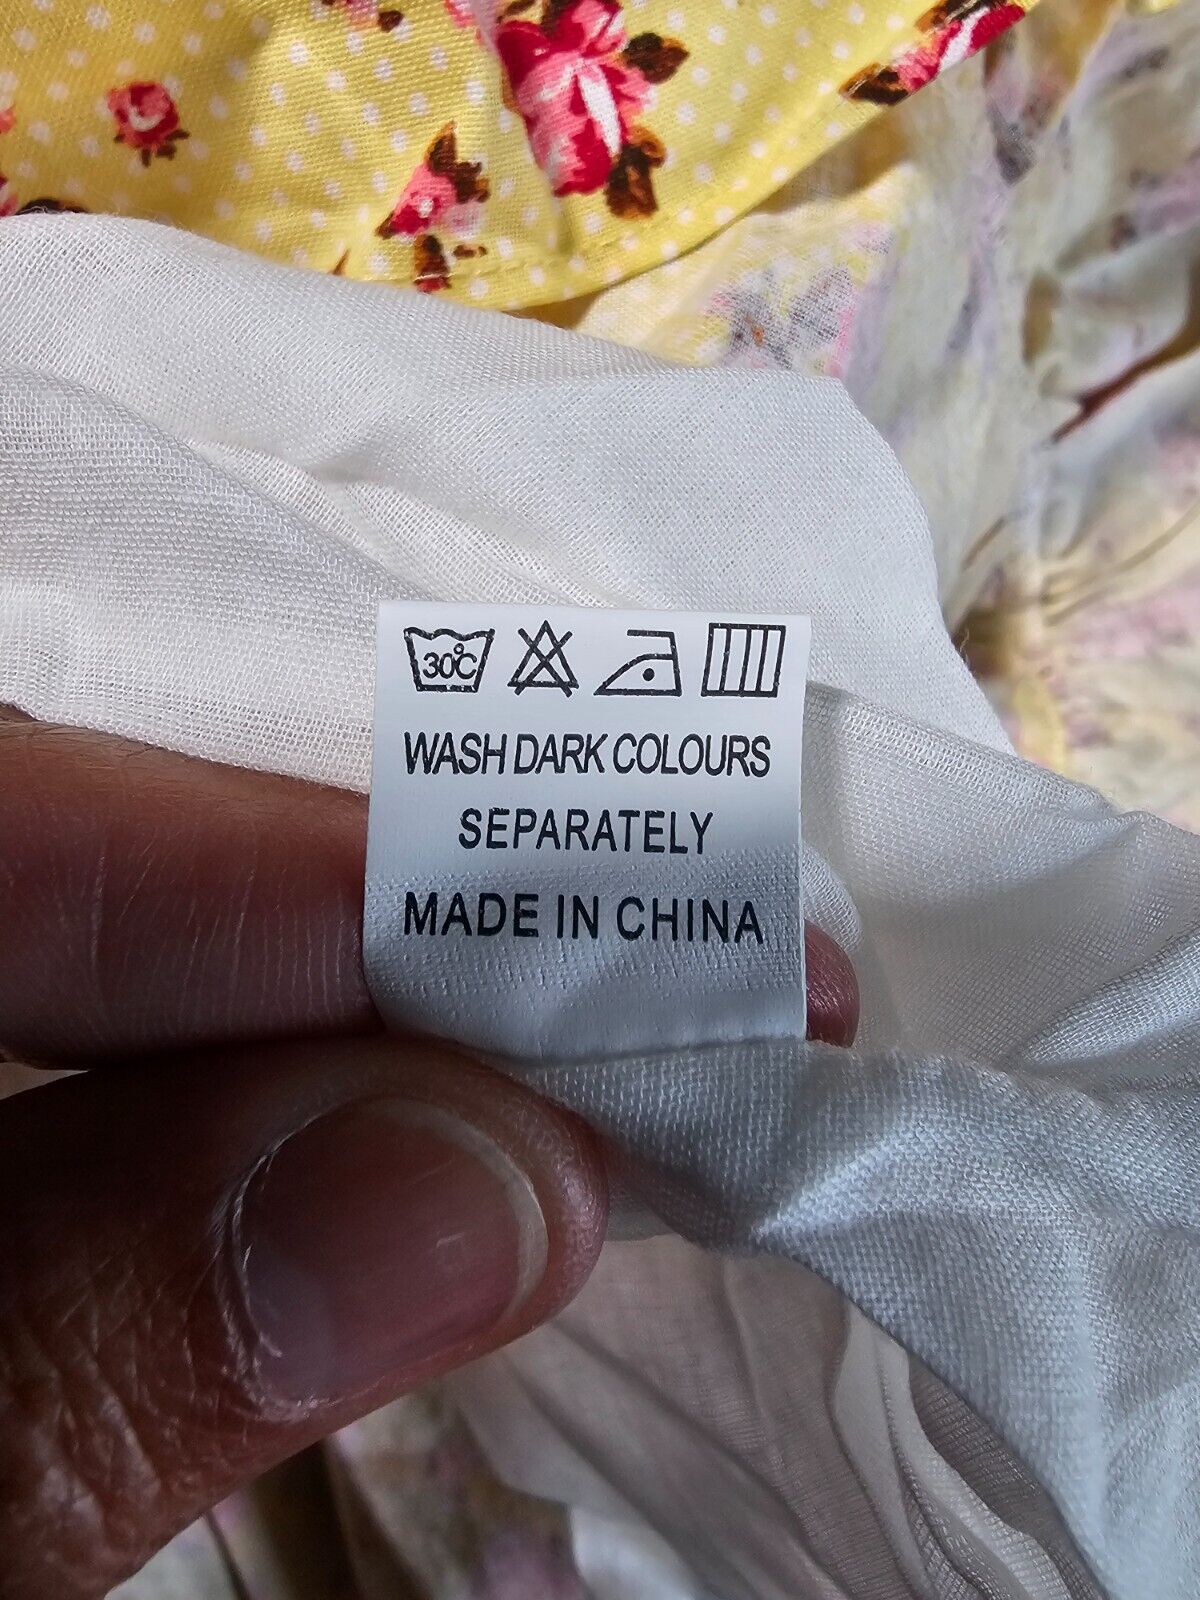 30°C
WASH DARK COLOURS
SEPARATELY
MADE IN CHINA